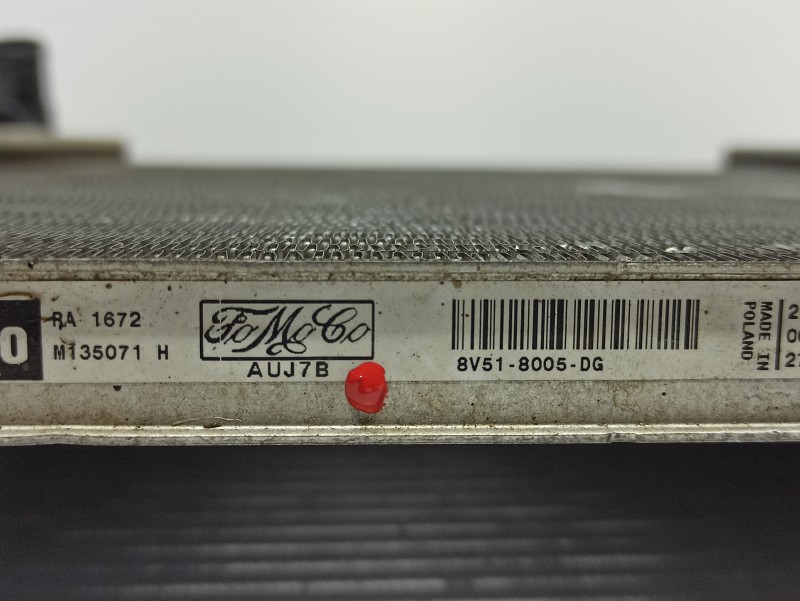 RA 1672
M135071 H
FoMoCo
AUJ7B
8V51-8005-DG
MADE IN
POLAND